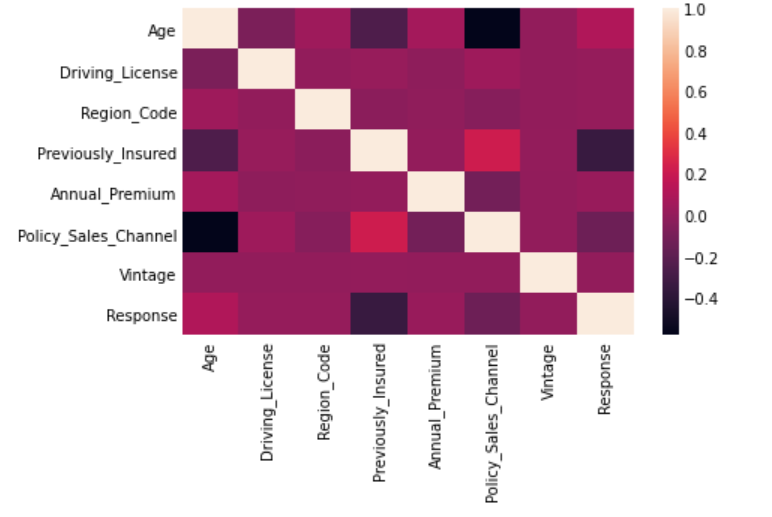 Age
Driving_License
Region_Code
Previously_Insured
Annual_Premium
Policy_Sales_Channel
Vintage
Response
Age
Driving_License
Region_Code
Previously_Insured
Annual_Premium
Policy_Sales_Channel
Vintage
Response
1.0
0.8
0.6
0.4
0.2
0.0
−0.2
−0.4